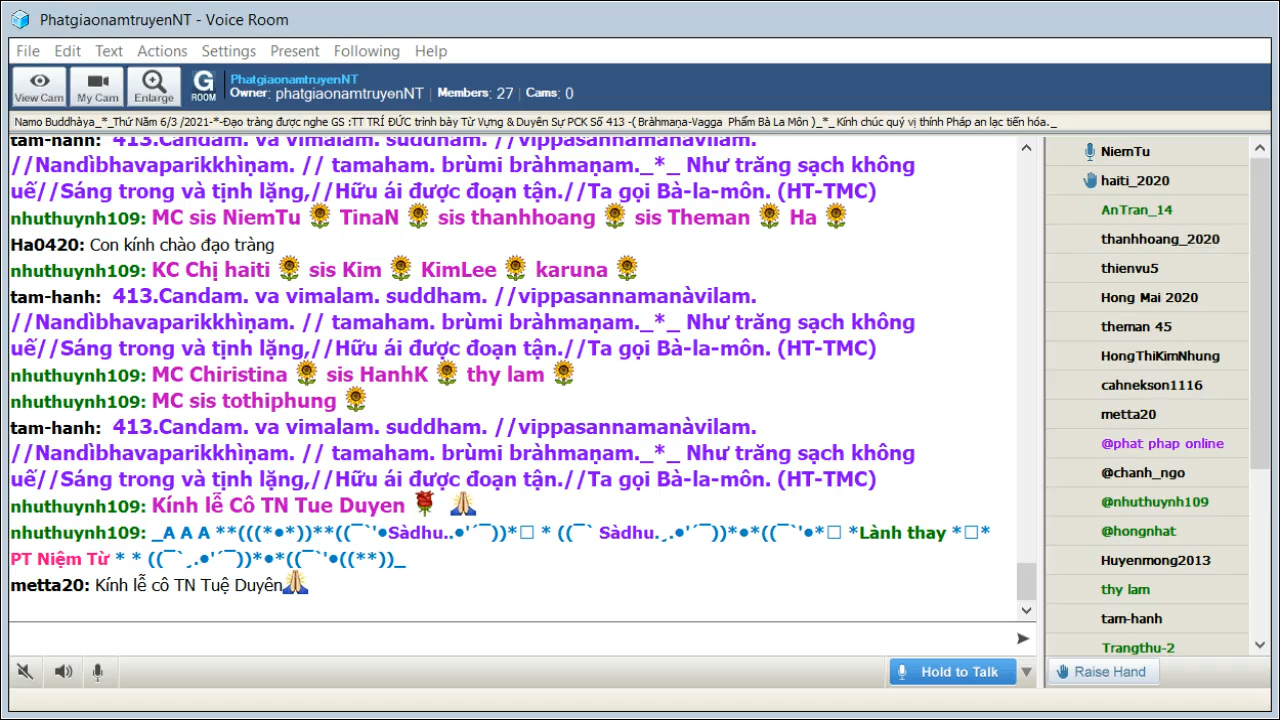 PhatgiaonamtruyenNT - Voice Room
File Edit Text Actions Settings Present Following Help
View Cam My Cam Enlarge G ROOM
PhatgiaonamtruyenNT
Owner: phatgiaonamtruyenNT | Members: 27 | Cams: 0
Namo Buddhàya_*_Thứ Năm 6/3 /2021-*-Đạo tràng được nghe GS :TT TRÍ ĐỨC trình bày Từ Vựng & Duyên Sự PCK Số 413 -( Bràhmaṇa-Vagga Phẩm Bà La Môn )_*_ Kính chúc quý vị thính Pháp an lạc tiến hóa._
tam-hanh: 413.Candam. va vimalam. suddham. //vippasannamanàvilam.
//Nandìbhavaparikkhìṇam. // tamaham. brùmi bràhmaṇam._*_ Như trăng sạch không
uế//Sáng trong và tịnh lặng,//Hữu ái được đoạn tận.//Ta gọi Bà-la-môn. (HT-TMC)
nhuthuynh109: MC sis NiemTu 🌻 TinaN 🌻 sis thanhhoang 🌻 sis Theman 🌻 Ha 🌻
Ha0420: Con kính chào đạo tràng
nhuthuynh109: KC Chị haiti 🌻 sis Kim 🌻 KimLee 🌻 karuna 🌻
tam-hanh: 413.Candam. va vimalam. suddham. //vippasannamanàvilam.
//Nandìbhavaparikkhìṇam. // tamaham. brùmi bràhmaṇam._*_ Như trăng sạch không
uế//Sáng trong và tịnh lặng,//Hữu ái được đoạn tận.//Ta gọi Bà-la-môn. (HT-TMC)
nhuthuynh109: MC Chiristina 🌻 sis HanhK 🌻 thy lam 🌻
nhuthuynh109: MC sis tothiphung 🌻
tam-hanh: 413.Candam. va vimalam. suddham. //vippasannamanàvilam.
//Nandìbhavaparikkhìṇam. // tamaham. brùmi bràhmaṇam._*_ Như trăng sạch không
uế//Sáng trong và tịnh lặng,//Hữu ái được đoạn tận.//Ta gọi Bà-la-môn. (HT-TMC)
nhuthuynh109: Kính lễ Cô TN Tue Duyen 🌹 🙏
nhuthuynh109: _A A A **(((*●*))**((¯`'●Sàdhu..●'´¯))*□ * ((¯` Sàdhu.¸.●'´¯))*●*((¯`'●*□ *Lành thay *□*
PT Niệm Từ * * ((¯`¸.●'´¯))*●*((¯`'●((**))_
metta20: Kính lễ cô TN Tuệ Duyên🙏
Hold to Talk
NiemTu
haiti_2020
AnTran_14
thanhhoang_2020
thienvu5
Hong Mai 2020
theman 45
HongThiKimNhung
cahnekson1116
metta20
@phat phap online
@chanh_ngo
@nhuthuynh109
@hongnhat
Huyenmong2013
thy lam
tam-hanh
Trangthu-2
Raise Hand